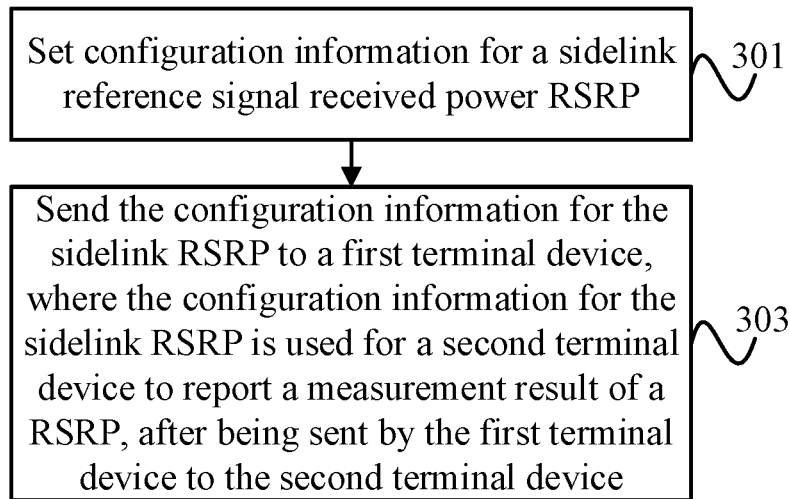 Set configuration information for a sidelink
reference signal received power RSRP
301
Send the configuration information for the
sidelink RSRP to a first terminal device,
where the configuration information for the
sidelink RSRP is used for a second terminal
device to report a measurement result of a
RSRP, after being sent by the first terminal
device to the second terminal device
303